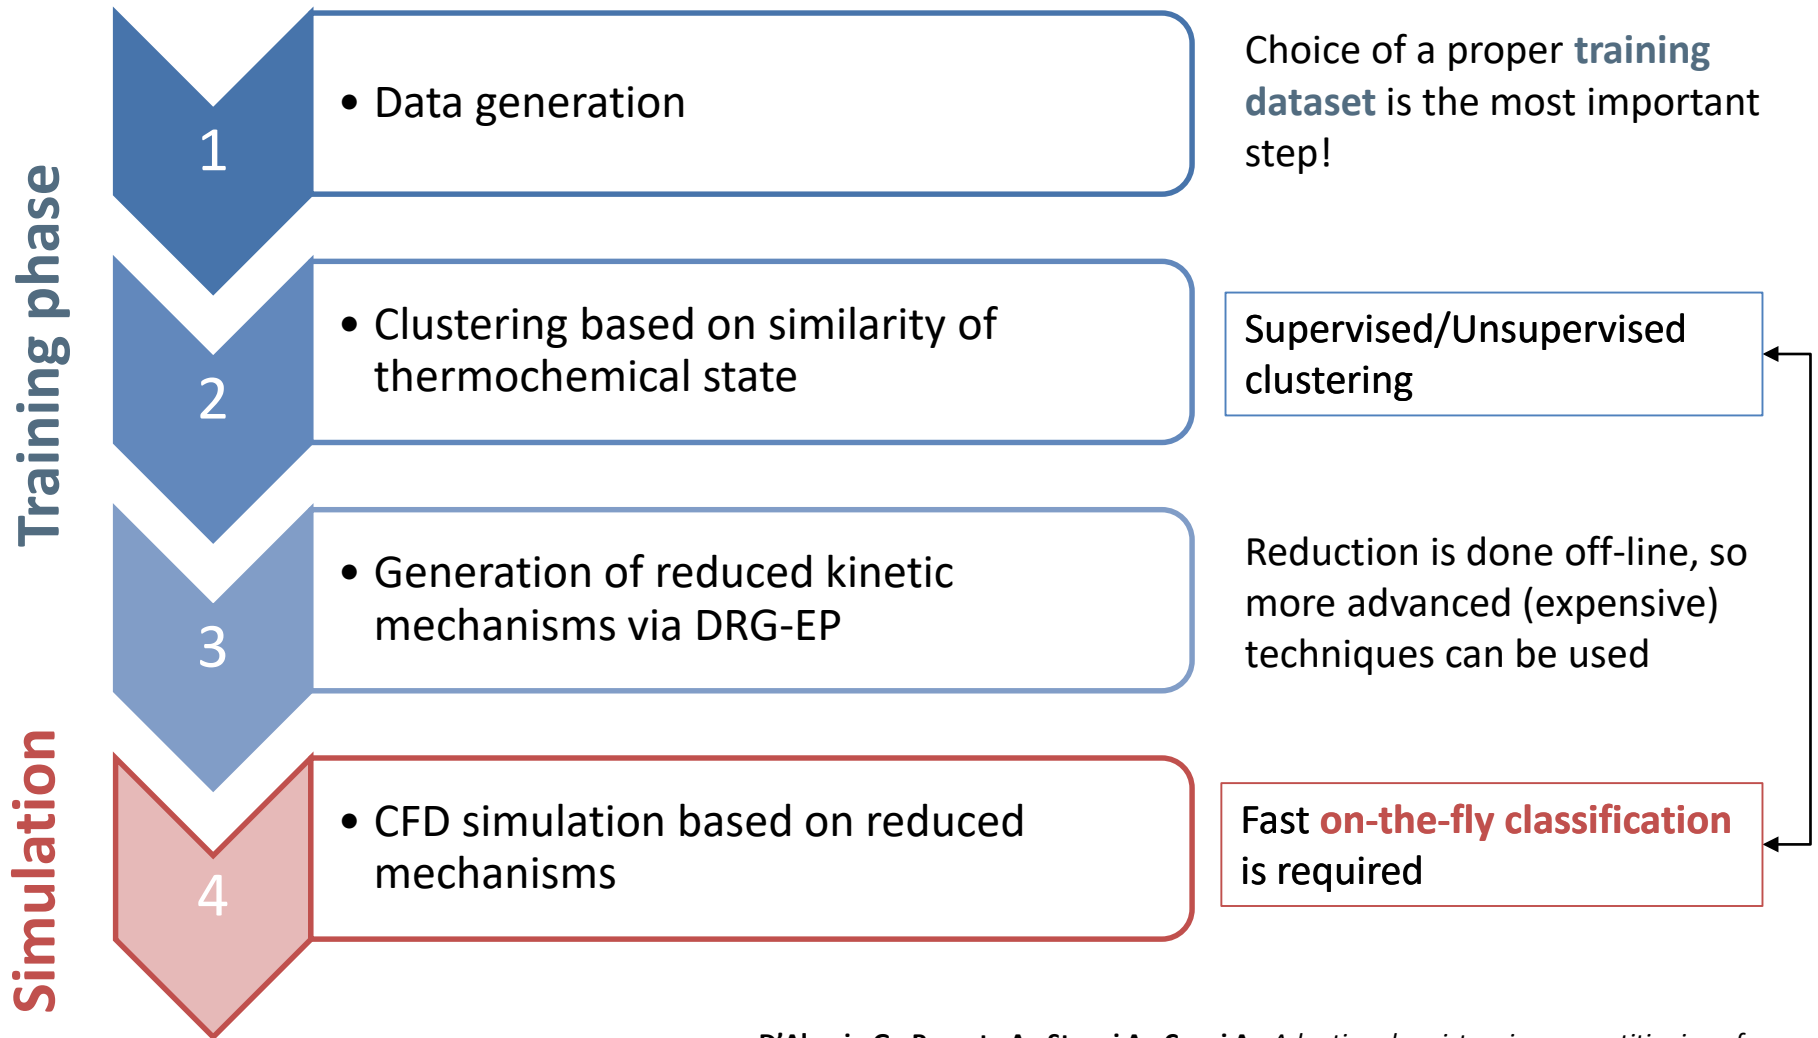 Training phase
Simulation
1
• Data generation
Choice of a proper training
dataset is the most important
step!
2
• Clustering based on similarity of
thermochemical state
Supervised/Unsupervised
clustering
3
• Generation of reduced kinetic
mechanisms via DRG-EP
Reduction is done off-line, so
more advanced (expensive)
techniques can be used
4
• CFD simulation based on reduced
mechanisms
Fast on-the-fly classification
is required